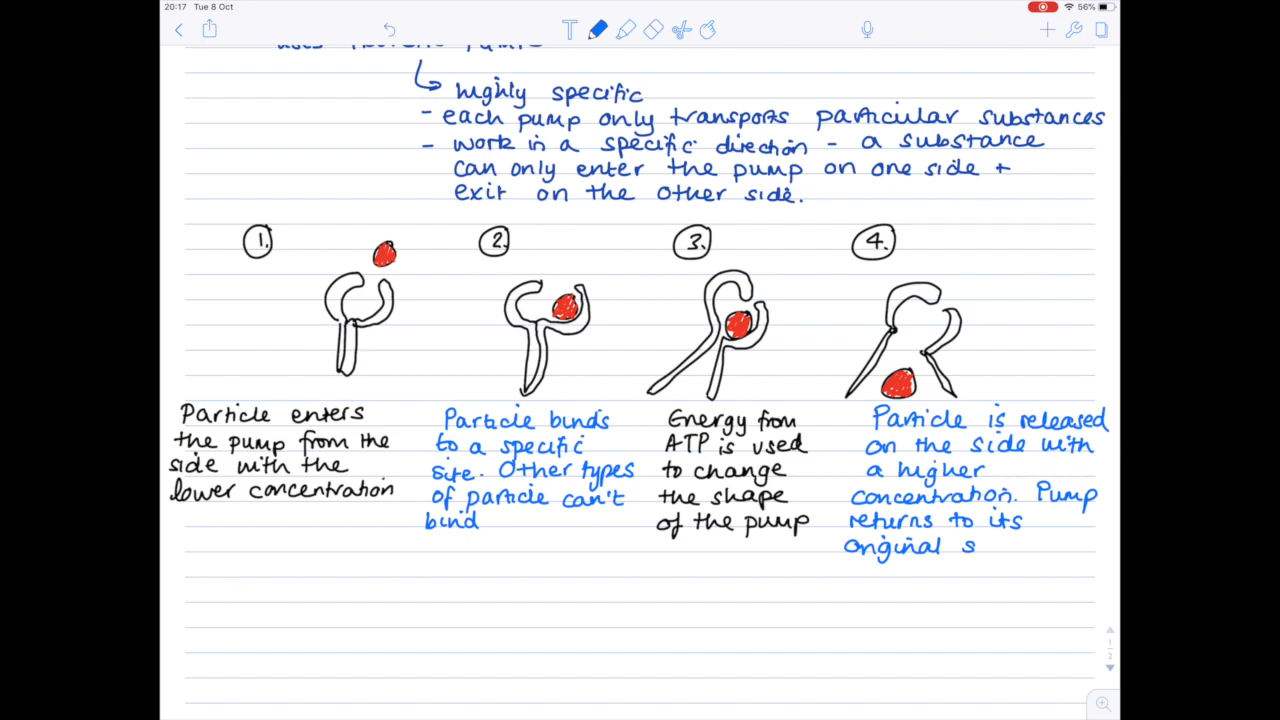 20:17 Tue 8 Oct
56%
uses
highly specific
- each pump only transports particular substances
- work in a specific direction - a substance
can only enter the pump on one side +
exit on the other side.
1.
2.
3.
4.
Particle enters
the pump from the
side with the
lower concentration
Particle binds
to a specific
site. Other types
of particle can't
bind
Energy from
ATP is used
to change
the shape
of the pump
Particle is released
on the side with
a higher
concentration. Pump
returns to its
original s
1
2